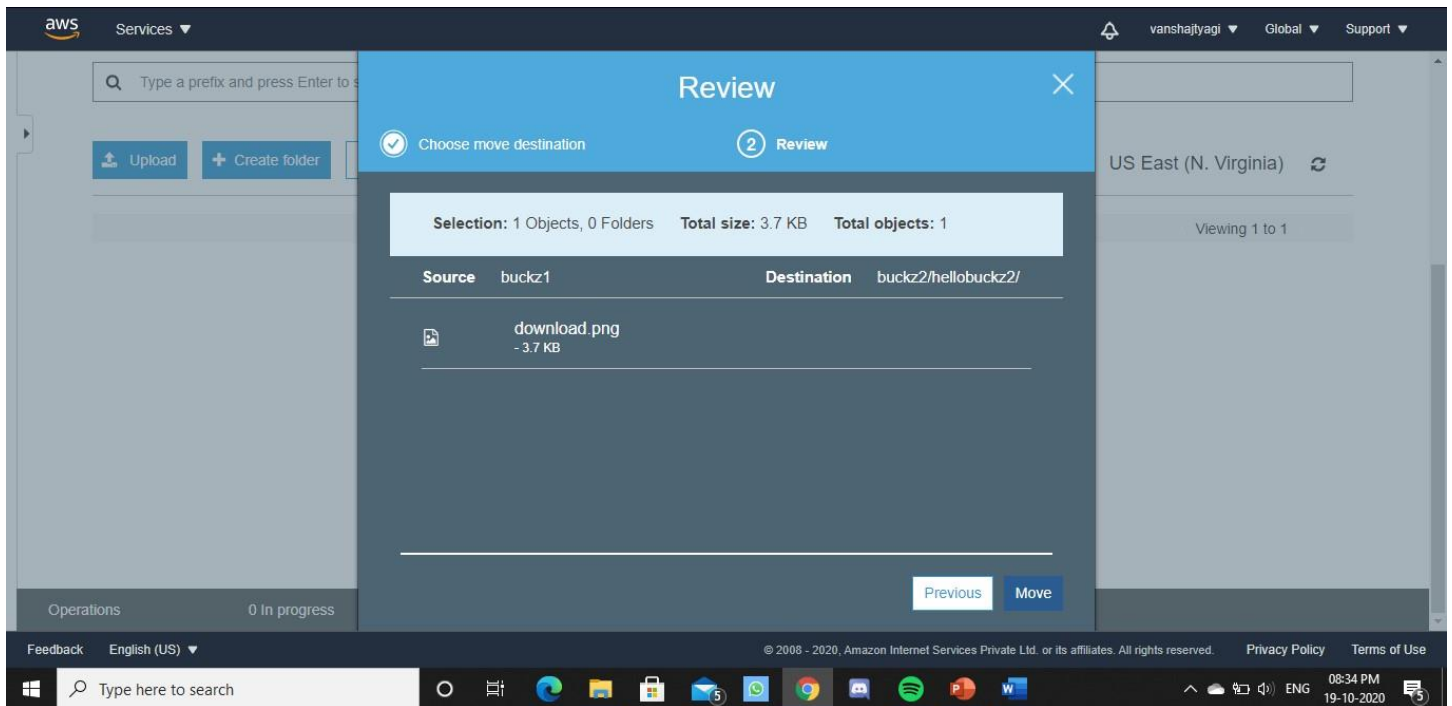 aws Services vanshajtyagi Global Support
Type a prefix and press Enter to s
Review
Choose move destination 2 Review
Upload Create folder US East (N. Virginia)
Selection: 1 Objects, 0 Folders Total size: 3.7 KB Total objects: 1
Viewing 1 to 1
Source buckz1 Destination buckz2/hellobuckz2/
download.png
- 3.7 KB
Previous Move
Operations 0 In progress
Feedback English (US) © 2008 - 2020, Amazon Internet Services Private Ltd. or its affiliates. All rights reserved. Privacy Policy Terms of Use
Type here to search 5 ENG 08:34 PM 5
19-10-2020